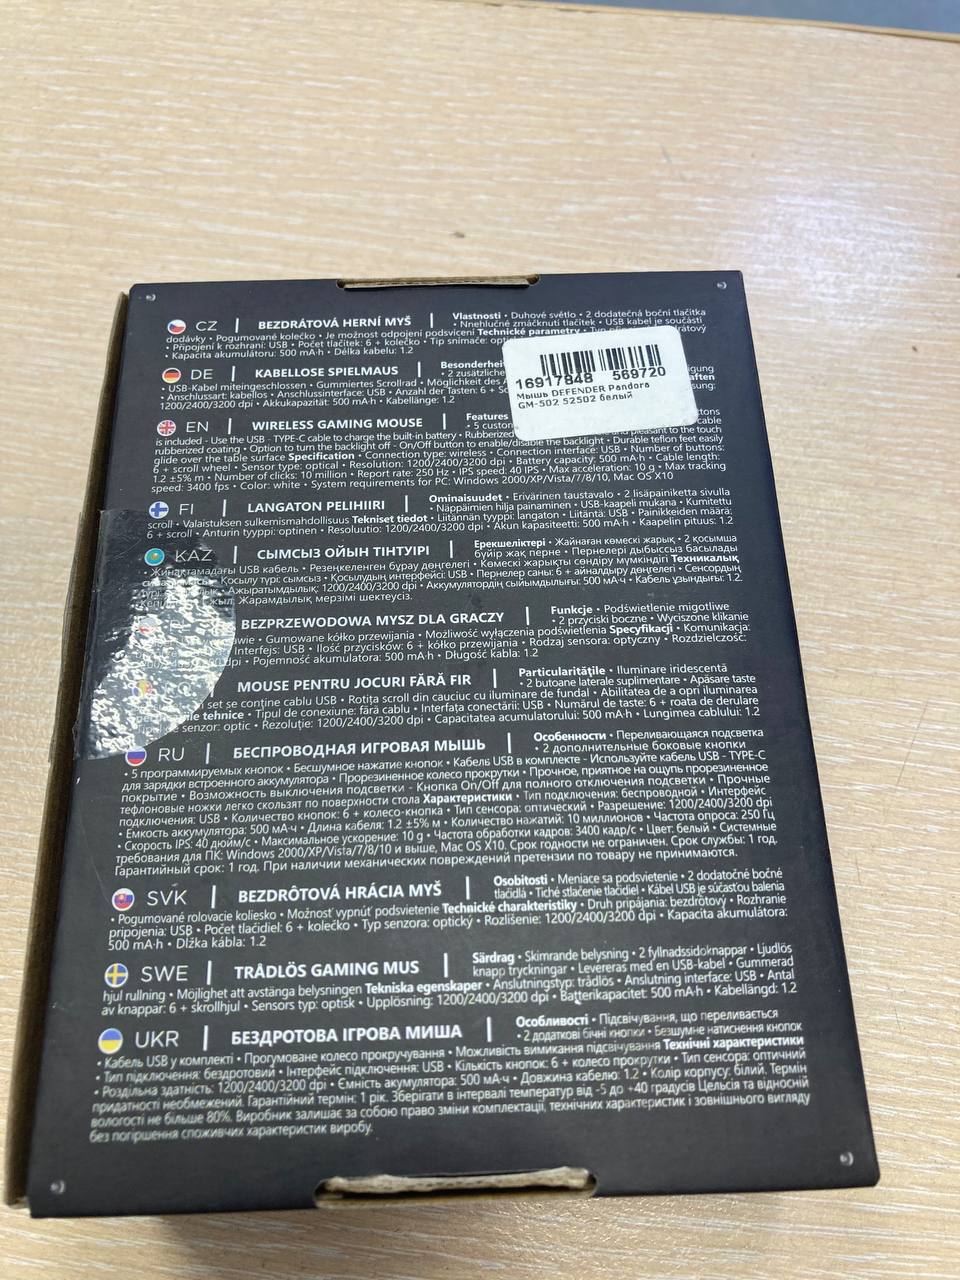 CZ | BEZDRÁTOVÁ HERNÍ MYŠ | Vlastnosti • Duhové světlo • 2 dodatečná boční tlačítka
• Nnehlučné zmáčknutí tlačítek • USB kabel je součástí
dodávky • Pogumované kolečko • Je možnost odpojení podsvícení Technické parametry •
• Připojení k rozhraní: USB • Počet tlačítek: 6 + kolečko • Tip snímače:
• Kapacita akumulátoru: 500 mA·h • Délka kabelu: 1.2
DE | KABELLOSE SPIELMAUS |
• 2 zusätzliche
• USB-Kabel miteingeschlossen • Gummiertes Scrollrad • Möglichkeit des
• Anschlussart: kabellos • Anschlussinterface: USB • Anzahl der Tasten: 6 +
1200/2400/3200 dpi • Akkukapazität: 500 mA·h • Kabellänge: 1.2
16917848 569720
Мышь DEFENDER Pandora
GM-502 52502 белый
EN | WIRELESS GAMING MOUSE | Features
• 5
is included - Use the USB - TYPE-C cable to charge the built-in battery • Rubberized pleasant to the touch
rubberized coating • Option to turn the backlight off - On/Off button to enable/disable the backlight • Durable teflon feet easily
glide over the table surface Specification • Connection type: wireless • Connection interface: USB • Number of buttons:
6 + scroll wheel • Sensor type: optical • Resolution: 1200/2400/3200 dpi • Battery capacity: 500 mA·h • Cable length:
1.2 ±5% m • Number of clicks: 10 million • Report rate: 250 Hz • IPS speed: 40 IPS • Max acceleration: 10 g • Max tracking
speed: 3400 fps • Color: white • System requirements for PC: Windows 2000/XP/Vista/7/8/10, Mac OS X10
FI | LANGATON PELIHIIRI | Ominaisuudet • Erivärinen taustavalo • 2 lisäpainiketta sivulla
• Näppäimien hilja painaminen • USB-kaapeli mukana • Kumitettu
scroll • Valaistuksen sulkemismahdollisuus Tekniset tiedot • Liitännän tyyppi: langaton • Liitäntä: USB • Painikkeiden määrä:
6 + scroll • Anturin tyyppi: optinen • Resoluutio: 1200/2400/3200 dpi • Akun kapasiteetti: 500 mA·h • Kaapelin pituus: 1.2
KAZ | СЫМСЫЗ ОЙЫН ТІНТУІРІ | Ерекшеліктері • Жайнаған көмескі жарық • 2 қосымша
бүйір жақ перне • Пернелері дыбыссыз басылады
• Жинақтамадағы USB кабель • Резеңкеленген бұрау дөңгелегі • Көмескі жарықты сөндіру мүмкіндігі Техникалық
Қосылу түрі: сымсыз • Қосылудың интерфейсі: USB • Пернелер саны: 6 + айналдыру дөңгелегі • Сенсордың
Ажыратымдылық: 1200/2400/3200 dpi • Аккумулятордың сыйымдылығы: 500 мА·ч • Кабель ұзындығы: 1.2.
жыл. Жарамдылық мерзімі шектеусіз.
BEZPRZEWODOWA MYSZ DLA GRACZY | Funkcje • Podświetlenie migotliwe
• 2 przyciski boczne • Wyciszone klikanie
• Gumowane kółko przewijania • Możliwość wyłączenia podświetlenia Specyfikacji • Komunikacja:
Interfejs: USB • Ilość przycisków: 6 + kółko przewijania • Rodzaj sensora: optyczny • Rozdzielczość:
dpi • Pojemność akumulatora: 500 mA·h • Długość kabla: 1.2
MOUSE PENTRU JOCURI FĂRĂ FIR | Particularităţile • Iluminare iridescentă
• 2 butoane laterale suplimentare • Apăsare taste
set se conține cablu USB • Rotița scroll din cauciuc cu iluminare de fundal • Abilitatea de a opri iluminarea
tehnice • Tipul de conexiune: fără cablu • Interfața conectării: USB • Numărul de taste: 6 + roata de derulare
senzor: optic • Rezoluție: 1200/2400/3200 dpi • Capacitatea acumulatorului: 500 mA·h • Lungimea cablului: 1.2
RU | БЕСПРОВОДНАЯ ИГРОВАЯ МЫШЬ | Особенности • Переливающаяся подсветка
• 2 дополнительные боковые кнопки
• 5 программируемых кнопок • Бесшумное нажатие кнопок • Кабель USB в комплекте - Используйте кабель USB - TYPE-C
для зарядки встроенного аккумулятора • Прорезиненное колесо прокрутки • Прочное, приятное на ощупь прорезиненное
покрытие • Возможность выключения подсветки - Кнопка On/Off для полного отключения подсветки • Прочные
тефлоновые ножки легко скользят по поверхности стола Характеристики • Тип подключения: беспроводной • Интерфейс
подключения: USB • Количество кнопок: 6 + колесо-кнопка • Тип сенсора: оптический • Разрешение: 1200/2400/3200 dpi
• Емкость аккумулятора: 500 мА·ч • Длина кабеля: 1.2 ±5% м • Количество нажатий: 10 миллионов • Частота опроса: 250 Гц
• Скорость IPS: 40 дюйм/с • Максимальное ускорение: 10 g • Частота обработки кадров: 3400 кадр/с • Цвет: белый • Системные
требования для ПК: Windows 2000/XP/Vista/7/8/10 и выше, Mac OS X10. Срок годности не ограничен. Срок службы: 1 год.
Гарантийный срок: 1 год. При наличии механических повреждений претензии по товару не принимаются.
SVK | BEZDRÔTOVÁ HRÁCIA MYŠ | Osobitosti • Meniace sa podsvietenie • 2 dodatočné bočné
tlačidlá • Tiché stlačenie tlačidiel • Kábel USB je súčasťou balenia
• Pogumované rolovacie koliesko • Možnosť vypnúť podsvietenie Technické charakteristiky • Druh pripájania: bezdrôtový • Rozhranie
pripojenia: USB • Počet tlačidiel: 6 + kolečko • Typ senzora: optický • Rozlišenie: 1200/2400/3200 dpi • Kapacita akumulátora:
500 mA·h • Dĺžka kábla: 1.2
SWE | TRÅDLÖS GAMING MUS | Särdrag • Skimrande belysning • 2 fyllnadssidoknappar • Ljudlös
knapp tryckningar • Levereras med en USB-kabel • Gummerad
hjul rullning • Möjlighet att avstänga belysningen Tekniska egenskaper • Anslutningstyp: trådlös • Anslutning interface: USB • Antal
av knappar: 6 + skrollhjul • Sensors typ: optisk • Upplösning: 1200/2400/3200 dpi • Batterikapacitet: 500 mA·h • Kabellängd: 1.2
UKR | БЕЗДРОТОВА ІГРОВА МИША | Особливості • Підсвічування, що переливається
• 2 додаткові бічні кнопки • Безшумне натиснення кнопок
• Кабель USB у комплекті • Прогумоване колесо прокручування • Можливість вимикання підсвічування Технічні характеристики
• Тип підключення: бездротовий • Інтерфейс підключення: USB • Кількість кнопок: 6 + колесо прокрутки • Тип сенсора: оптичний
• Роздільна здатність: 1200/2400/3200 dpi • Ємність акумулятора: 500 мА·ч • Довжина кабелю: 1.2 • Колір корпусу: білий. Термін
придатності необмежений. Гарантійний термін: 1 рік. Зберігати в інтервалі температур від -5 до +40 градусів Цельсія та відносній
вологості не більше 80%. Виробник залишає за собою право зміни комплектації, технічних характеристик і зовнішнього вигляду
без погіршення споживчих характеристик виробу.